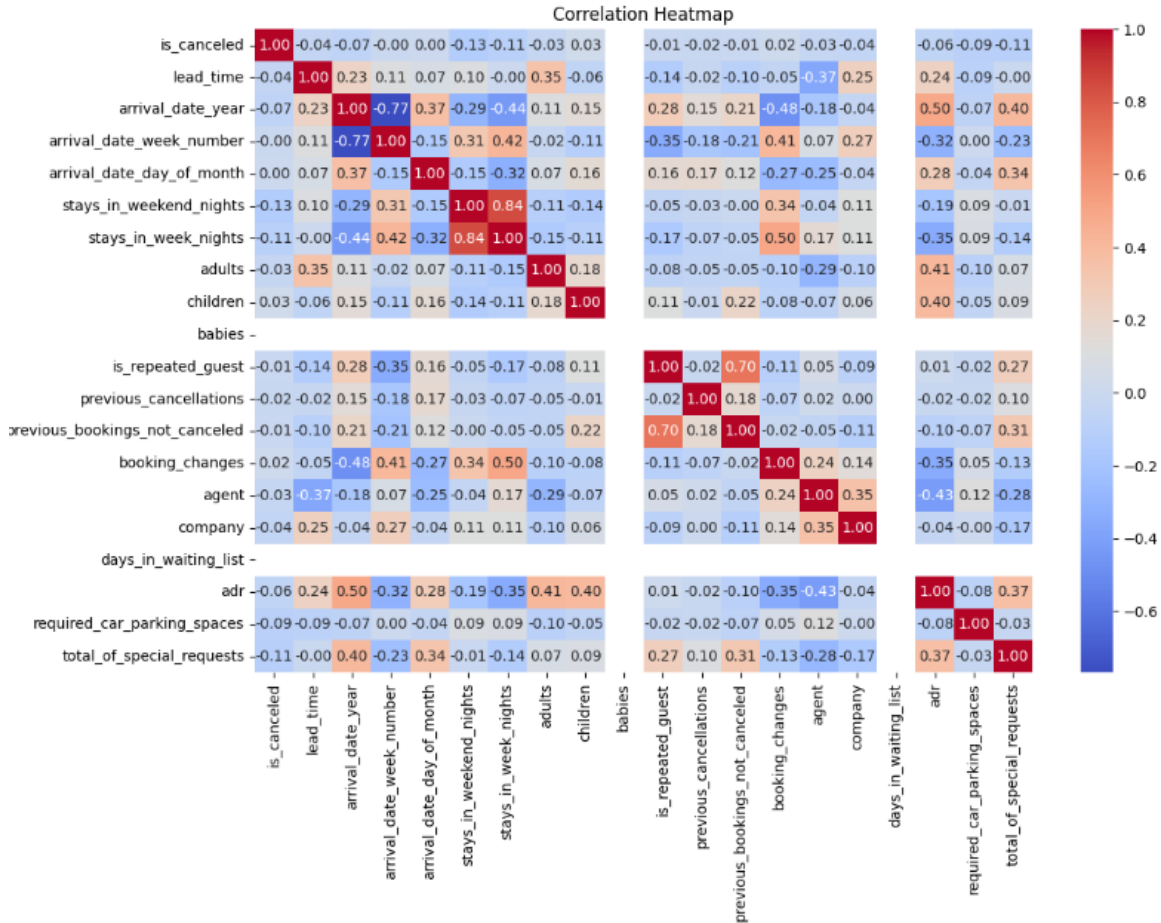 Correlation Heatmap
is_canceled 1.00 -0.04 -0.07 -0.00 0.00 -0.13 -0.11 -0.03 0.03 -0.01 -0.02 -0.01 0.02 -0.03 -0.04 -0.06 -0.09 -0.11
lead_time -0.04 1.00 0.23 0.11 0.07 0.10 -0.00 0.35 -0.06 -0.14 -0.02 -0.10 -0.05 -0.37 0.25 0.24 -0.09 -0.00
arrival_date_year -0.07 0.23 1.00 -0.77 0.37 -0.29 -0.44 0.11 0.15 0.28 0.15 0.21 -0.48 -0.18 -0.04 0.50 -0.07 0.40
arrival_date_week_number -0.00 0.11 -0.77 1.00 -0.15 0.31 0.42 -0.02 -0.11 -0.35 -0.18 -0.21 0.41 0.07 0.27 -0.32 0.00 -0.23
arrival_date_day_of_month 0.00 0.07 0.37 -0.15 1.00 -0.15 -0.32 0.07 0.16 0.16 0.17 0.12 -0.27 -0.25 -0.04 0.28 -0.04 0.34
stays_in_weekend_nights -0.13 0.10 -0.29 0.31 -0.15 1.00 0.84 -0.11 -0.14 -0.05 -0.03 -0.00 0.34 -0.04 0.11 -0.19 0.09 -0.01
stays_in_week_nights -0.11 -0.00 -0.44 0.42 -0.32 0.84 1.00 -0.15 -0.11 -0.17 -0.07 -0.05 0.50 0.17 0.11 -0.35 0.09 -0.14
adults -0.03 0.35 0.11 -0.02 0.07 -0.11 -0.15 1.00 0.18 -0.08 -0.05 -0.05 -0.10 -0.29 -0.10 0.41 -0.10 0.07
children 0.03 -0.06 0.15 -0.11 0.16 -0.14 -0.11 0.18 1.00 0.11 -0.01 0.22 -0.08 -0.07 0.06 0.40 -0.05 0.09
babies
is_repeated_guest -0.01 -0.14 0.28 -0.35 0.16 -0.05 -0.17 -0.08 0.11 1.00 -0.02 0.70 -0.11 0.05 -0.09 0.01 -0.02 0.27
previous_cancellations -0.02 -0.02 0.15 -0.18 0.17 -0.03 -0.07 -0.05 -0.01 -0.02 1.00 0.18 -0.07 0.02 0.00 -0.02 -0.02 0.10
previous_bookings_not_canceled -0.01 -0.10 0.21 -0.21 0.12 -0.00 -0.05 -0.05 0.22 0.70 0.18 1.00 -0.02 -0.05 -0.11 -0.10 -0.07 0.31
booking_changes 0.02 -0.05 -0.48 0.41 -0.27 0.34 0.50 -0.10 -0.08 -0.11 -0.07 -0.02 1.00 0.24 0.14 -0.35 0.05 -0.13
agent -0.03 -0.37 -0.18 0.07 -0.25 -0.04 0.17 -0.29 -0.07 0.05 0.02 -0.05 0.24 1.00 0.35 -0.43 0.12 -0.28
company -0.04 0.25 -0.04 0.27 -0.04 0.11 0.11 -0.10 0.06 -0.09 0.00 -0.11 0.14 0.35 1.00 -0.04 -0.00 -0.17
days_in_waiting_list
adr -0.06 0.24 0.50 -0.32 0.28 -0.19 -0.35 0.41 0.40 0.01 -0.02 -0.10 -0.35 -0.43 -0.04 1.00 -0.08 0.37
required_car_parking_spaces -0.09 -0.09 -0.07 0.00 -0.04 0.09 0.09 -0.10 -0.05 -0.02 -0.02 -0.07 0.05 0.12 -0.00 -0.08 1.00 -0.03
total_of_special_requests -0.11 -0.00 0.40 -0.23 0.34 -0.01 -0.14 0.07 0.09 0.27 0.10 0.31 -0.13 -0.28 -0.17 0.37 -0.03 1.00
is_canceled
lead_time
arrival_date_year
arrival_date_week_number
arrival_date_day_of_month
stays_in_weekend_nights
stays_in_week_nights
adults
children
babies
is_repeated_guest
previous_cancellations
previous_bookings_not_canceled
booking_changes
agent
company
days_in_waiting_list
adr
required_car_parking_spaces
total_of_special_requests
1.0
0.8
0.6
0.4
0.2
0.0
−0.2
−0.4
−0.6